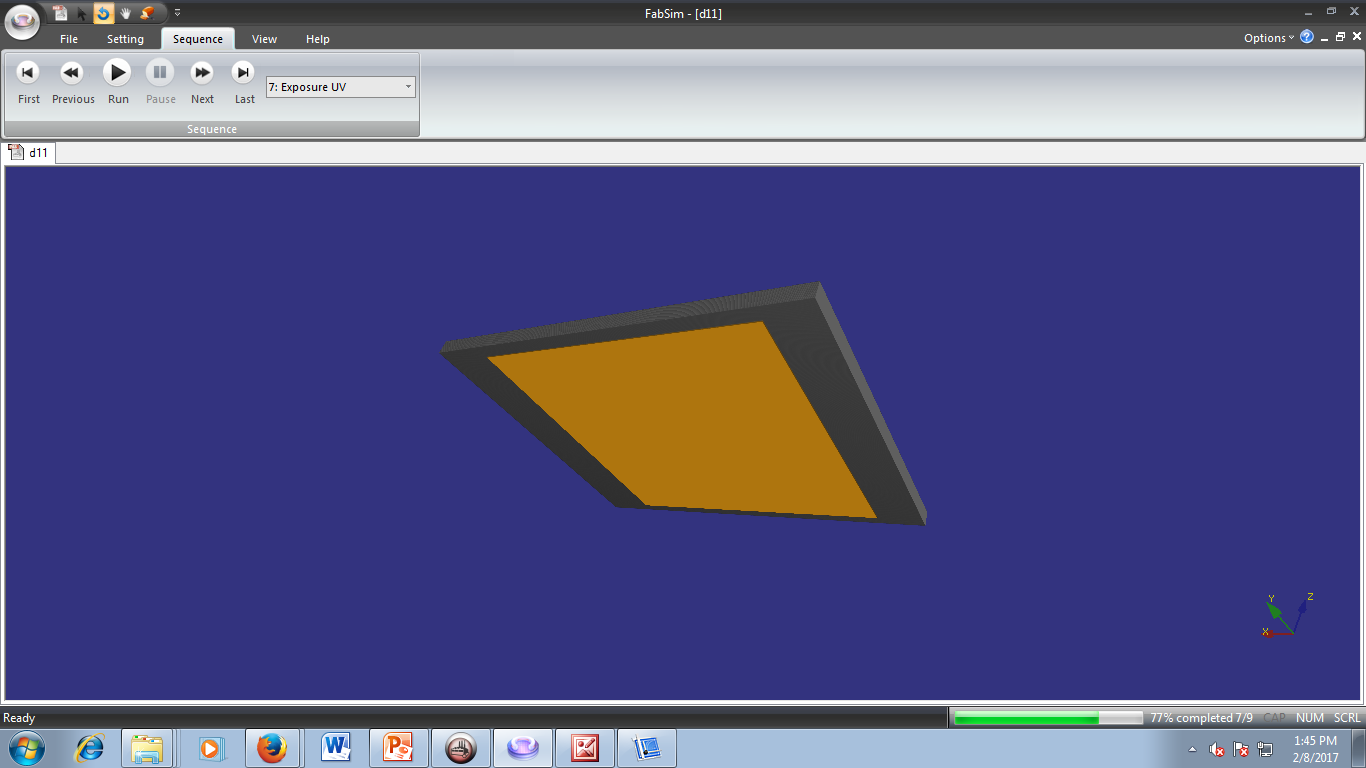 FabSim - [d11]
File Setting Sequence View Help Options
First Previous Run Pause Next Last 7: Exposure UV
Sequence
d11
Y Z
X
Ready 77% completed 7/9 CAP NUM SCRL
1:45 PM
2/8/2017